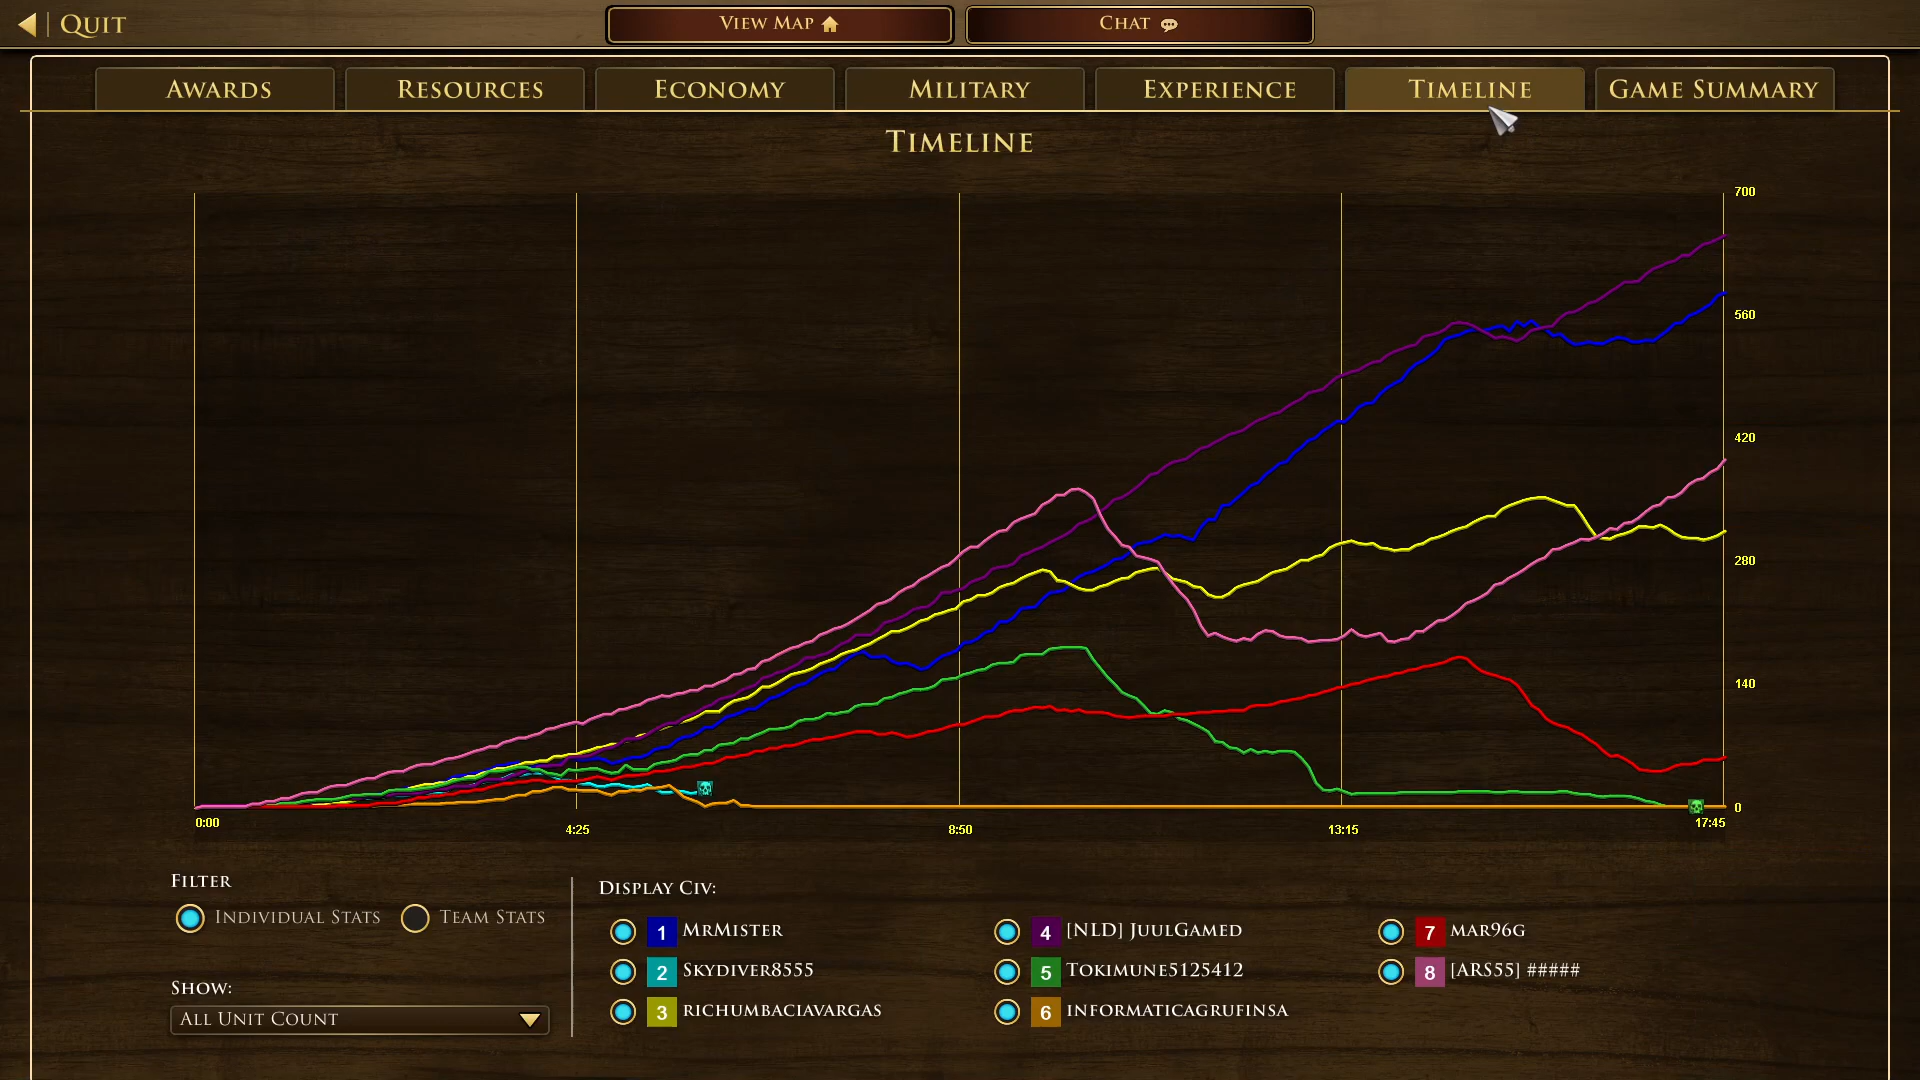 Quit
View Map
Chat
Awards
Resources
Economy
Military
Experience
Timeline
Game Summary
Timeline
700
560
420
280
140
0
0:00
4:25
8:50
13:15
17:45
Filter
Individual Stats
Team Stats
Show:
All Unit Count
Display Civ:
1 MrMister
2 Skydiver8555
3 richumbaciavargas
4 [NLD] JuulGamed
5 Tokimune5125412
6 informaticagrufinsa
7 mar96g
8 [ARS55] #####